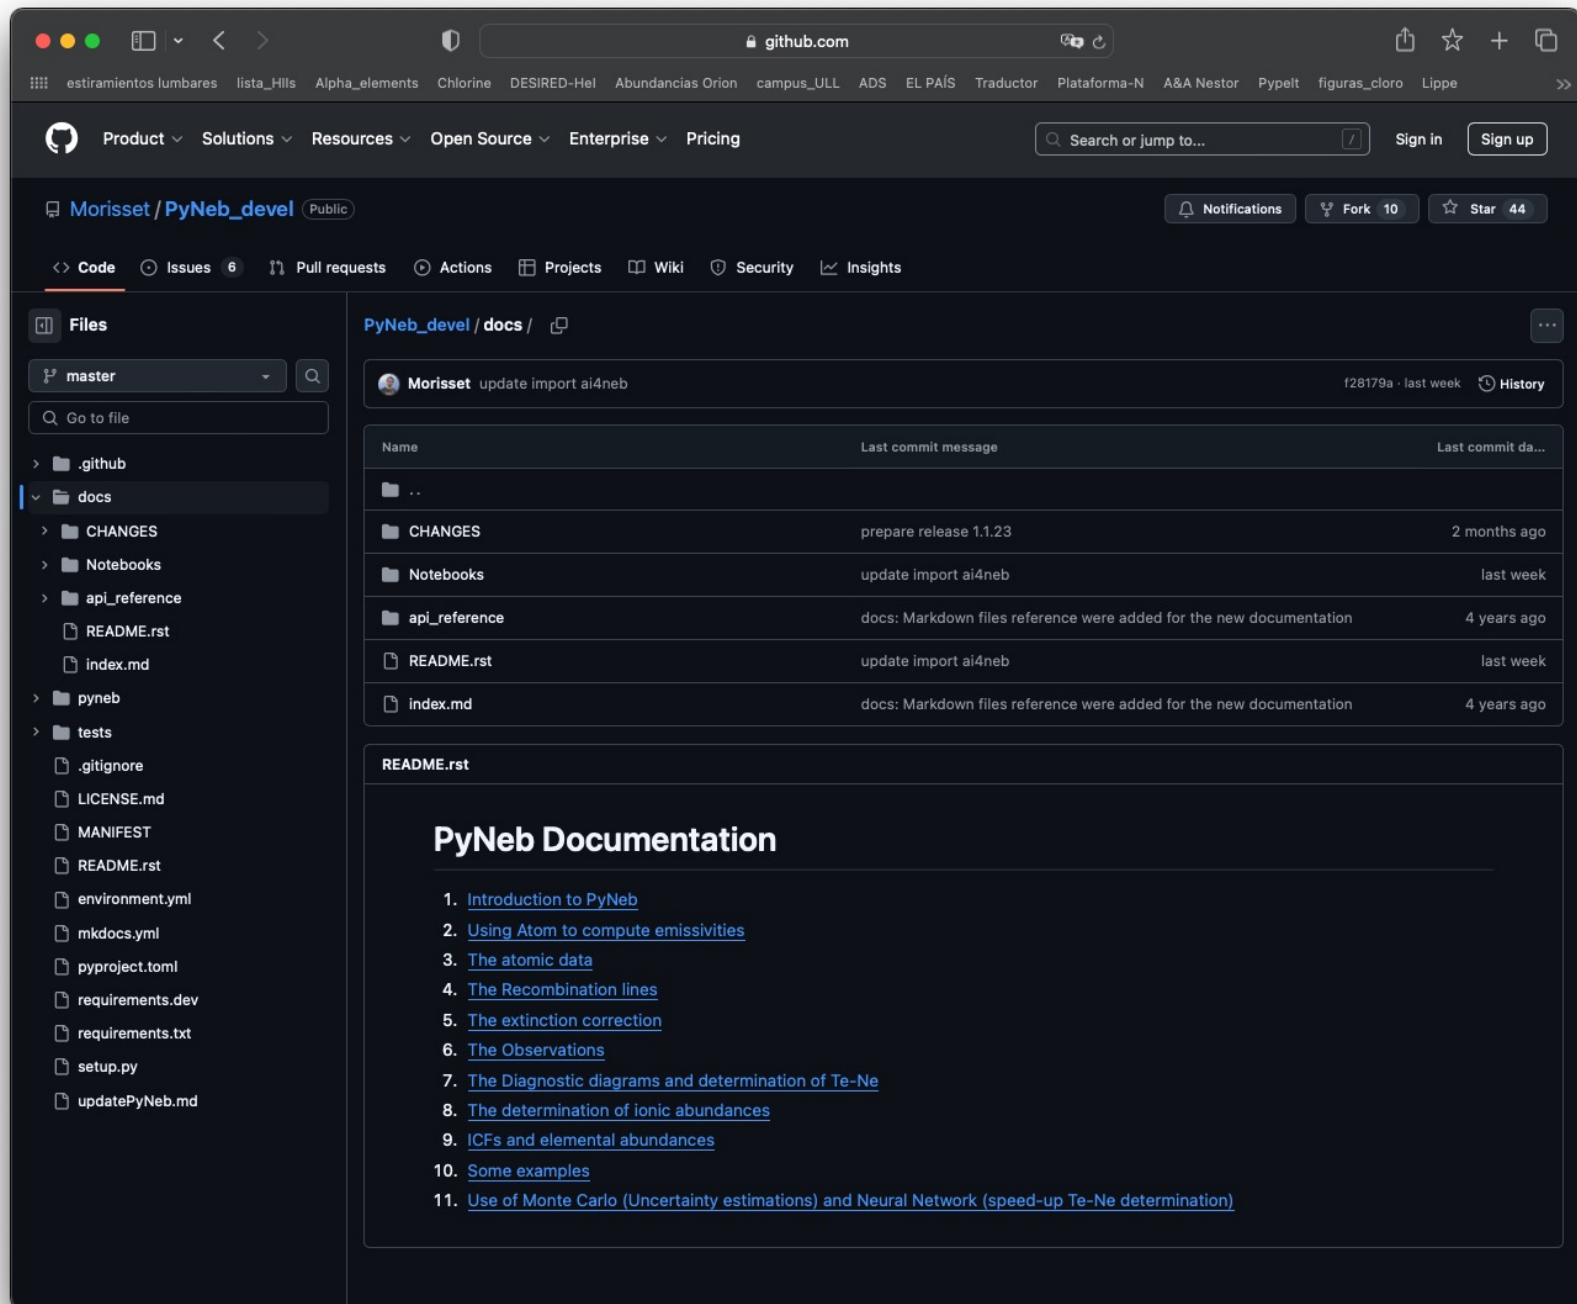 github.com
estiramientos lumbares lista_HIIs Alpha_elements Chlorine DESIRED-HeI Abundancias Orion campus_ULL ADS EL PAÍS Traductor Plataforma-N A&A Nestor PypeIt figuras_cloro Lippe
Product Solutions Resources Open Source Enterprise Pricing Search or jump to... / Sign in Sign up
Morisset / PyNeb_devel Public Notifications Fork 10 Star 44
Code Issues 6 Pull requests Actions Projects Wiki Security Insights
Files
master
Go to file
.github
docs
CHANGES
Notebooks
api_reference
README.rst
index.md
pyneb
tests
.gitignore
LICENSE.md
MANIFEST
README.rst
environment.yml
mkdocs.yml
pyproject.toml
requirements.dev
requirements.txt
setup.py
updatePyNeb.md
PyNeb_devel / docs /
Morisset update import ai4neb f28179a · last week History
Name Last commit message Last commit da...
..
CHANGES prepare release 1.1.23 2 months ago
Notebooks update import ai4neb last week
api_reference docs: Markdown files reference were added for the new documentation 4 years ago
README.rst update import ai4neb last week
index.md docs: Markdown files reference were added for the new documentation 4 years ago
README.rst
PyNeb Documentation
1. Introduction to PyNeb
2. Using Atom to compute emissivities
3. The atomic data
4. The Recombination lines
5. The extinction correction
6. The Observations
7. The Diagnostic diagrams and determination of Te-Ne
8. The determination of ionic abundances
9. ICFs and elemental abundances
10. Some examples
11. Use of Monte Carlo (Uncertainty estimations) and Neural Network (speed-up Te-Ne determination)